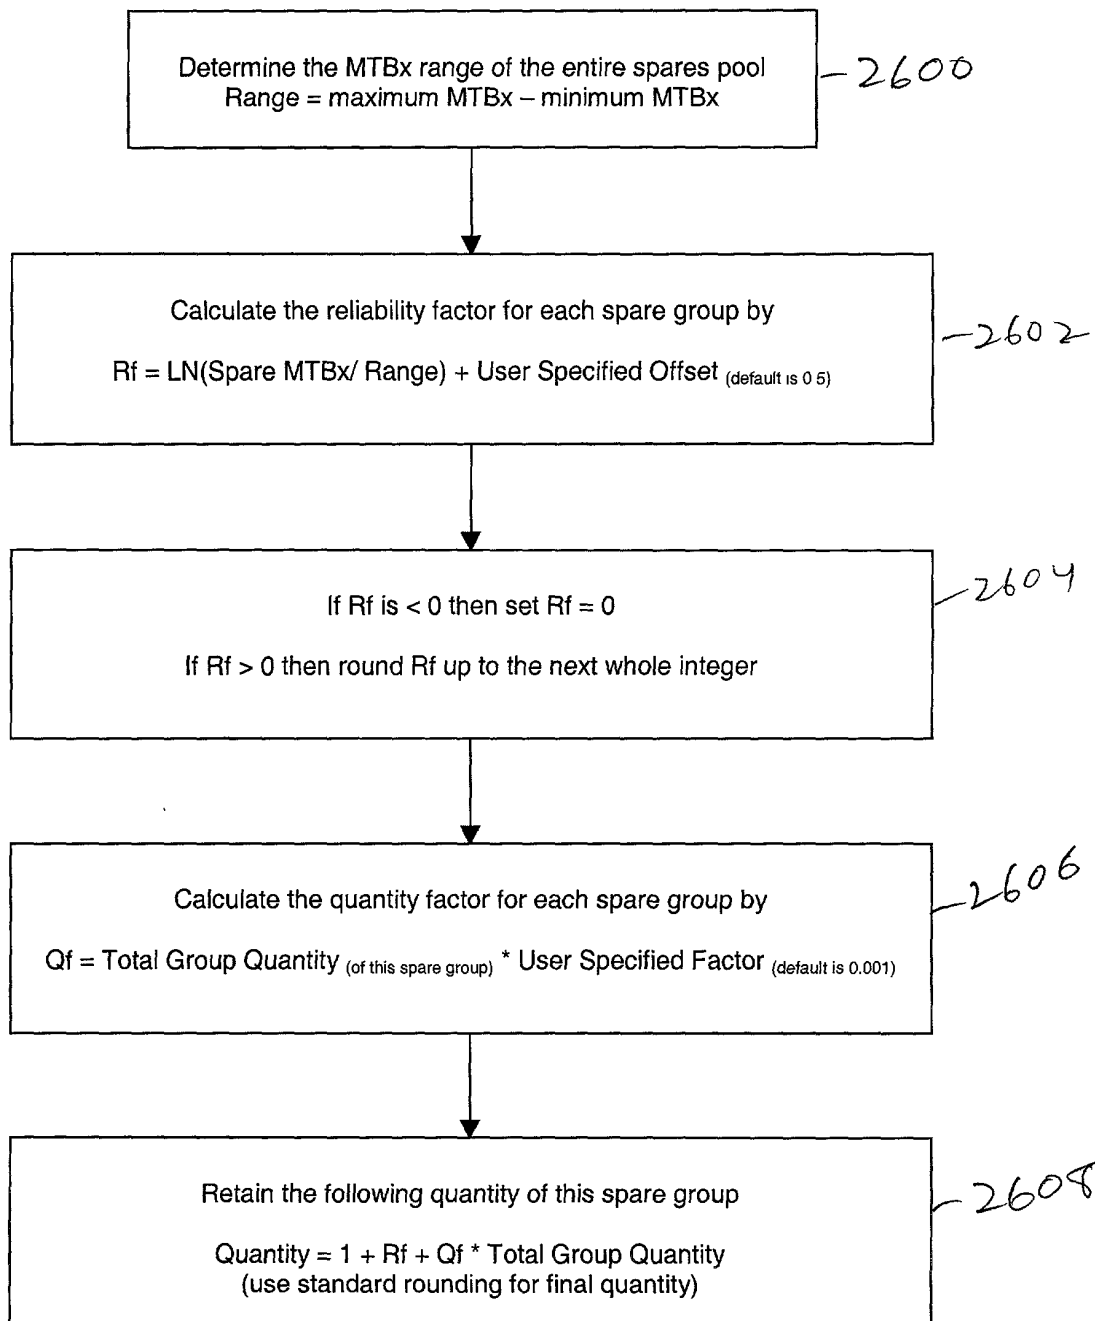 Determine the MTBx range of the entire spares pool
Range = maximum MTBx – minimum MTBx
2600
Calculate the reliability factor for each spare group by
Rf = LN(Spare MTBx/ Range) + User Specified Offset (default is 0 5)
2602
If Rf is < 0 then set Rf = 0
If Rf > 0 then round Rf up to the next whole integer
2604
Calculate the quantity factor for each spare group by
Qf = Total Group Quantity (of this spare group) * User Specified Factor (default is 0.001)
2606
Retain the following quantity of this spare group
Quantity = 1 + Rf + Qf * Total Group Quantity
(use standard rounding for final quantity)
2608